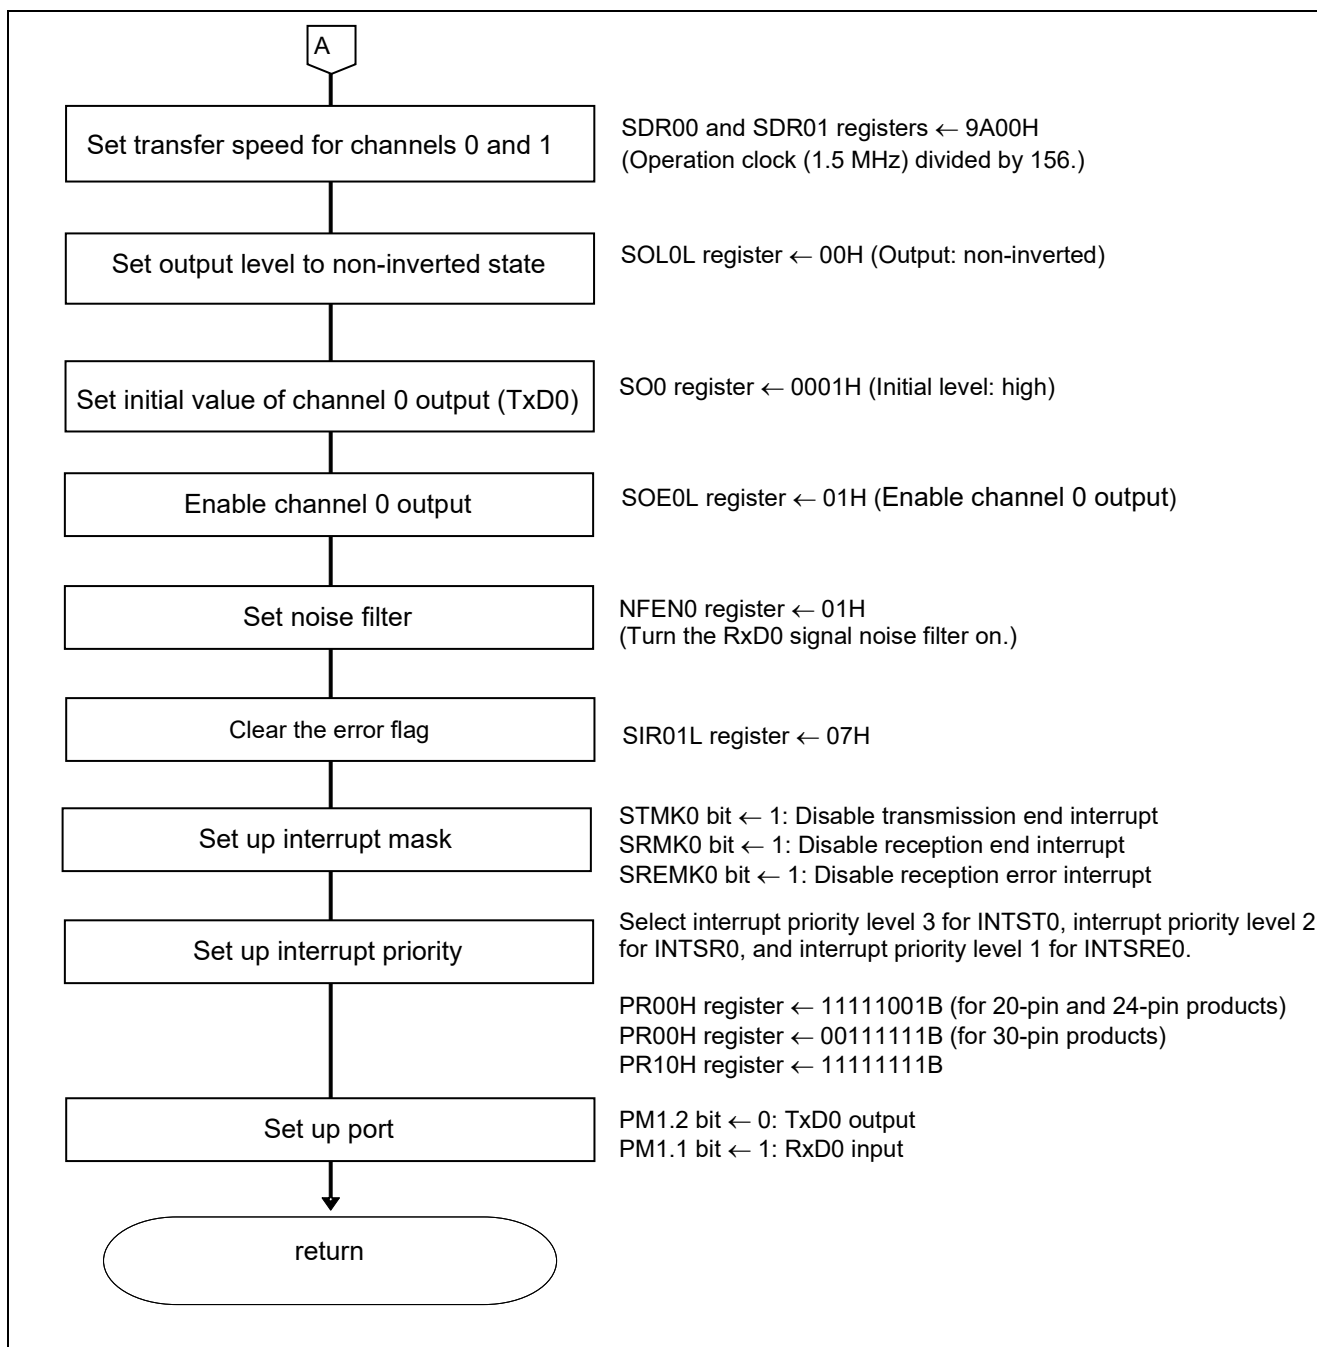 A
Set transfer speed for channels 0 and 1
SDR00 and SDR01 registers ← 9A00H
(Operation clock (1.5 MHz) divided by 156.)
Set output level to non-inverted state
SOL0L register ← 00H (Output: non-inverted)
Set initial value of channel 0 output (TxD0)
SO0 register ← 0001H (Initial level: high)
Enable channel 0 output
SOE0L register ← 01H (Enable channel 0 output)
Set noise filter
NFEN0 register ← 01H
(Turn the RxD0 signal noise filter on.)
Clear the error flag
SIR01L register ← 07H
Set up interrupt mask
STMK0 bit ← 1: Disable transmission end interrupt
SRMK0 bit ← 1: Disable reception end interrupt
SREMK0 bit ← 1: Disable reception error interrupt
Set up interrupt priority
Select interrupt priority level 3 for INTST0, interrupt priority level 2
for INTSR0, and interrupt priority level 1 for INTSRE0.
PR00H register ← 11111001B (for 20-pin and 24-pin products)
PR00H register ← 00111111B (for 30-pin products)
PR10H register ← 11111111B
Set up port
PM1.2 bit ← 0: TxD0 output
PM1.1 bit ← 1: RxD0 input
return